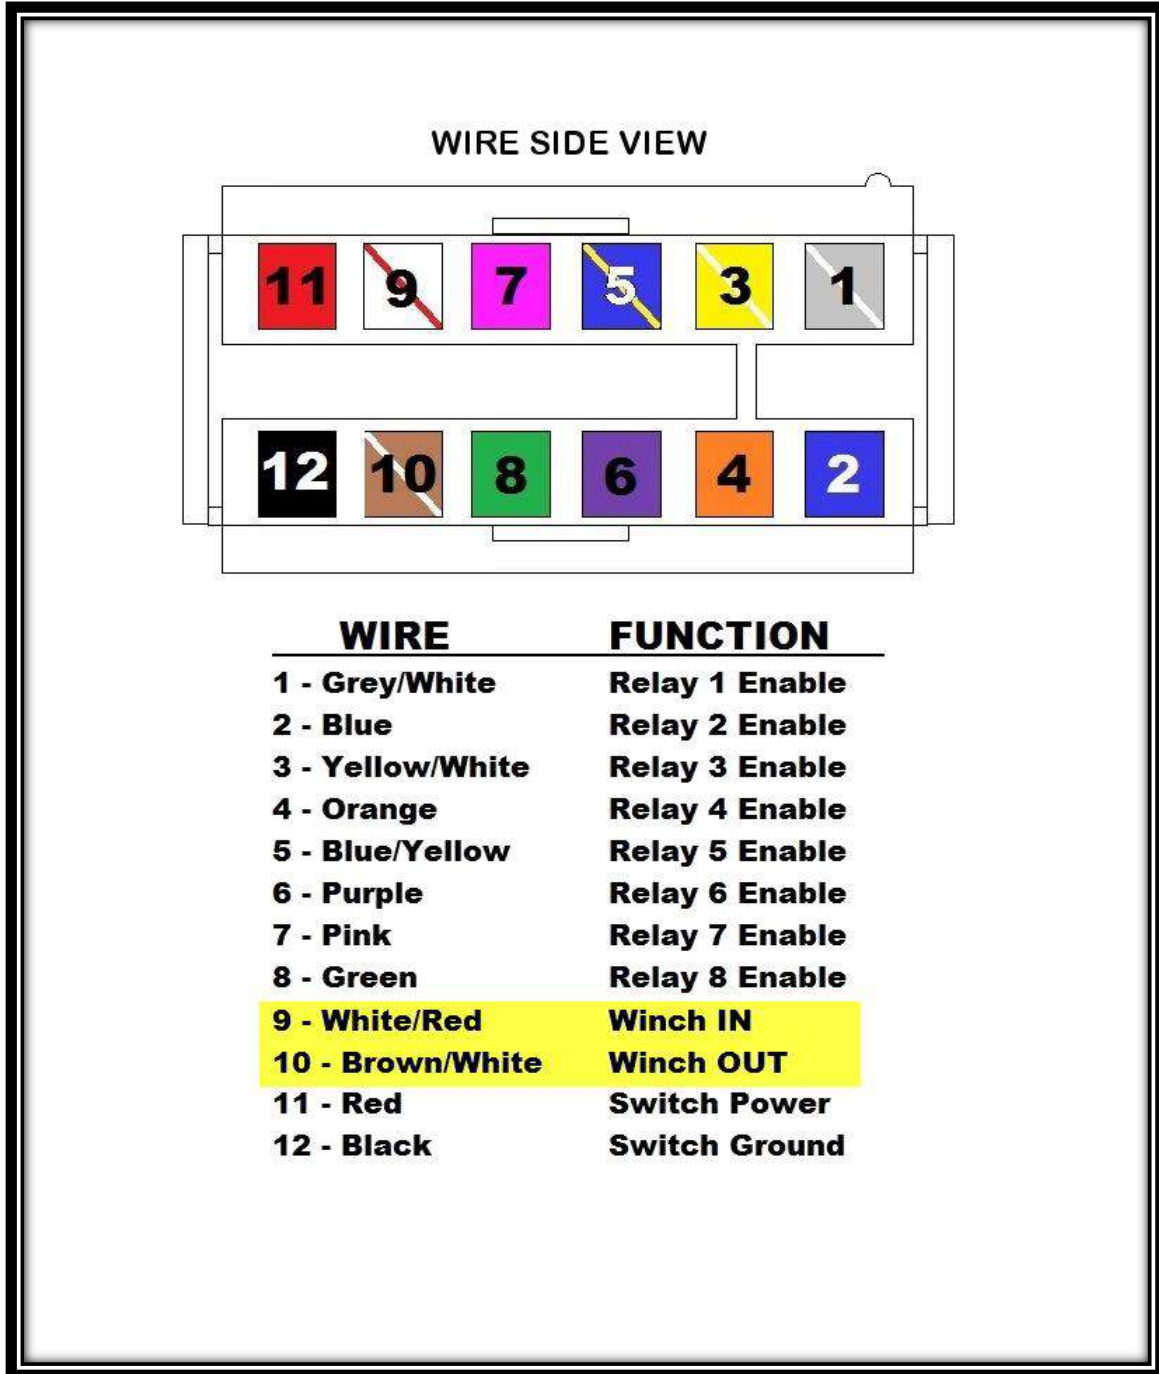 WIRE SIDE VIEW
11 9 7 5 3 1
12 10 8 6 4 2
WIRE FUNCTION
1 - Grey/White Relay 1 Enable
2 - Blue Relay 2 Enable
3 - Yellow/White Relay 3 Enable
4 - Orange Relay 4 Enable
5 - Blue/Yellow Relay 5 Enable
6 - Purple Relay 6 Enable
7 - Pink Relay 7 Enable
8 - Green Relay 8 Enable
9 - White/Red Winch IN
10 - Brown/White Winch OUT
11 - Red Switch Power
12 - Black Switch Ground